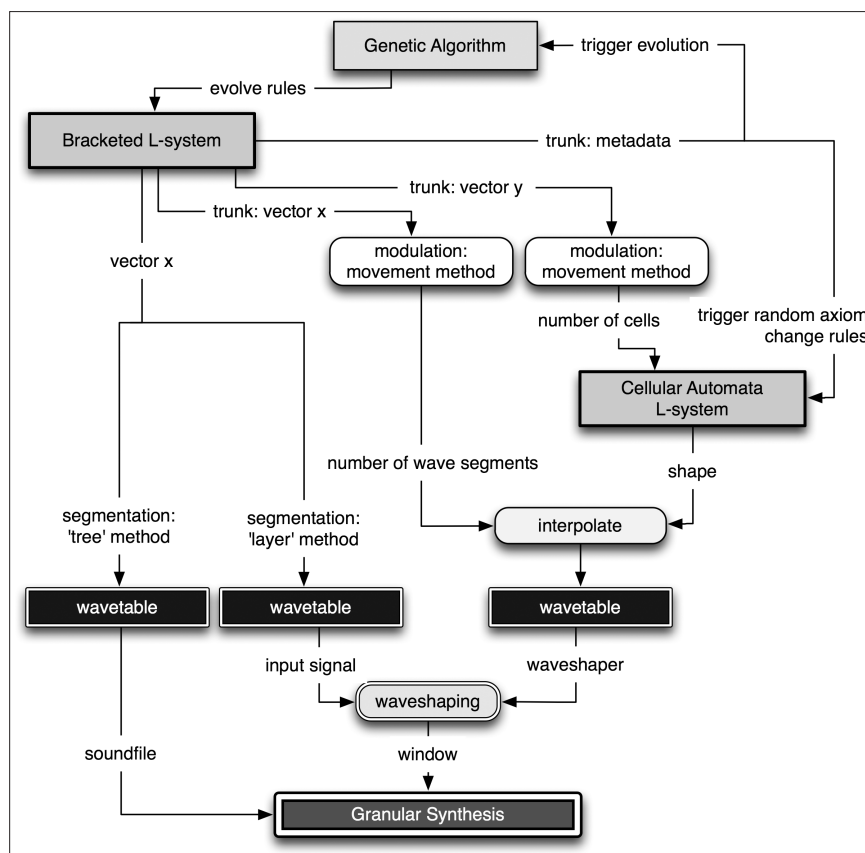 Genetic Algorithm
trigger evolution
evolve rules
Bracketed L-system
trunk: metadata
trunk: vector y
trunk: vector x
vector x
modulation:
movement method
modulation:
movement method
number of cells
trigger random axiom
change rules
Cellular Automata
L-system
number of wave segments
shape
segmentation:
'tree' method
segmentation:
'layer' method
interpolate
wavetable
wavetable
wavetable
input signal
waveshaper
waveshaping
soundfile
window
Granular Synthesis